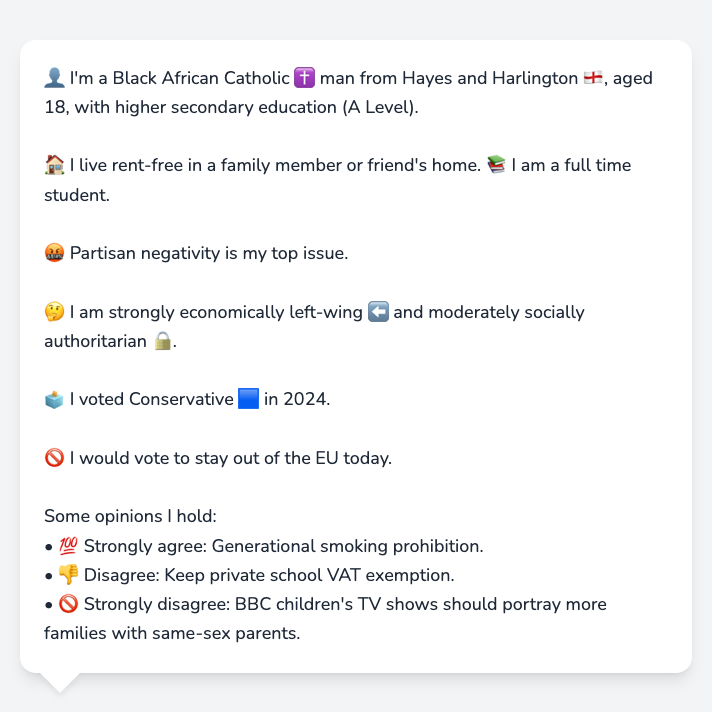 👤 I'm a Black African Catholic ✝️ man from Hayes and Harlington 🏴󠁧󠁢󠁥󠁮󠁧󠁿, aged
18, with higher secondary education (A Level).
🏠 I live rent-free in a family member or friend's home. 📚 I am a full time
student.
🤬 Partisan negativity is my top issue.
🤔 I am strongly economically left-wing ⬅️ and moderately socially
authoritarian 🔒.
🗳️ I voted Conservative 🟦 in 2024.
🚫 I would vote to stay out of the EU today.
Some opinions I hold:
• 💯 Strongly agree: Generational smoking prohibition.
• 👎 Disagree: Keep private school VAT exemption.
• 🚫 Strongly disagree: BBC children's TV shows should portray more
families with same-sex parents.